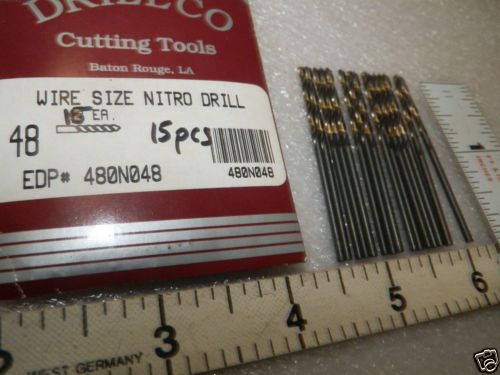 DRILLCO
Cutting Tools
Baton Rouge, LA
WIRE SIZE NITRO DRILL
15 EA.
48
15pcs
EDP# 480N048
480N048
1
3
4
5
6
WEST GERMANY